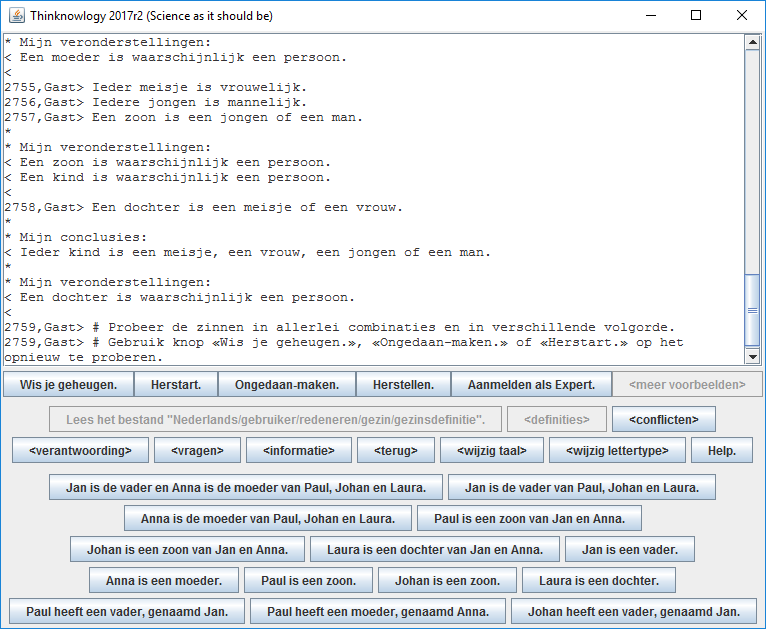 Thinknowlogy 2017r2 (Science as it should be)
* Mijn veronderstellingen:
< Een moeder is waarschijnlijk een persoon.
<
2755,Gast> Ieder meisje is vrouwelijk.
2756,Gast> Iedere jongen is mannelijk.
2757,Gast> Een zoon is een jongen of een man.
*
* Mijn veronderstellingen:
< Een zoon is waarschijnlijk een persoon.
< Een kind is waarschijnlijk een persoon.
<
2758,Gast> Een dochter is een meisje of een vrouw.
*
* Mijn conclusies:
< Ieder kind is een meisje, een vrouw, een jongen of een man.
*
* Mijn veronderstellingen:
< Een dochter is waarschijnlijk een persoon.
<
2759,Gast> # Probeer de zinnen in allerlei combinaties en in verschillende volgorde.
2759,Gast> # Gebruik knop «Wis je geheugen.», «Ongedaan-maken.» of «Herstart.» op het
opnieuw te proberen.
Wis je geheugen. Herstart. Ongedaan-maken. Herstellen. Aanmelden als Expert. <meer voorbeelden>
Lees het bestand "Nederlands/gebruiker/redeneren/gezin/gezinsdefinitie". <definities> <conflicten>
<verantwoording> <vragen> <informatie> <terug> <wijzig taal> <wijzig lettertype> Help.
Jan is de vader en Anna is de moeder van Paul, Johan en Laura. Jan is de vader van Paul, Johan en Laura.
Anna is de moeder van Paul, Johan en Laura. Paul is een zoon van Jan en Anna.
Johan is een zoon van Jan en Anna. Laura is een dochter van Jan en Anna. Jan is een vader.
Anna is een moeder. Paul is een zoon. Johan is een zoon. Laura is een dochter.
Paul heeft een vader, genaamd Jan. Paul heeft een moeder, genaamd Anna. Johan heeft een vader, genaamd Jan.